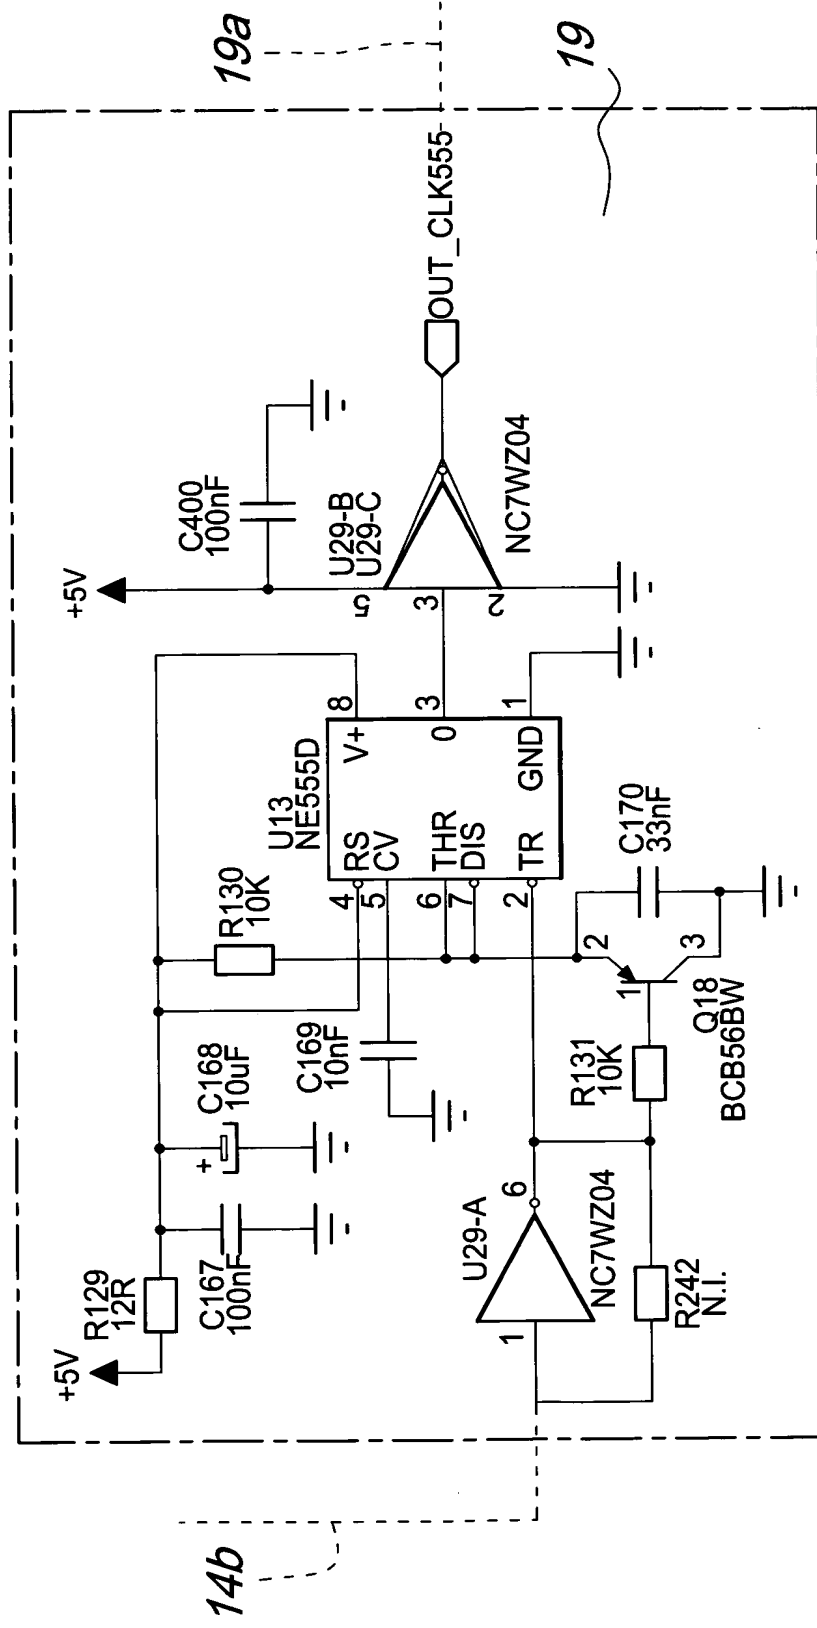 19a
19
OUT_CLK555
+5V
C400
100nF
U29-B
U29-C
NC7WZ04
5
3
2
U13
NE555D
8
V+
3
0
1
GND
4
RS
5
CV
6
THR
7
DIS
2
TR
R130
10K
C170
33nF
C169
10nF
C168
10uF
+
C167
100nF
R129
12R
+5V
2
3
1
Q18
BCB56BW
R131
10K
U29-A
6
1
NC7WZ04
R242
N.I.
14b